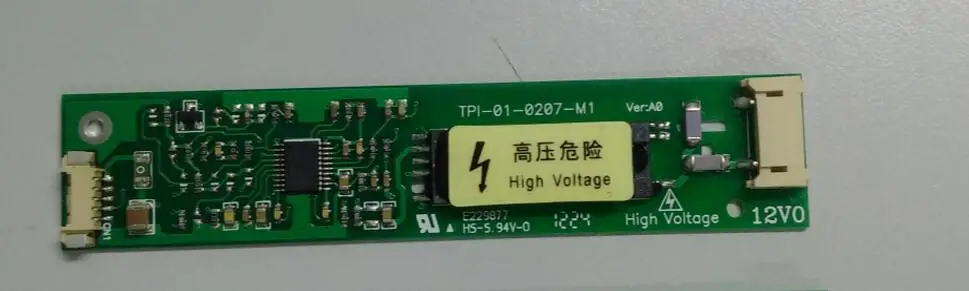 TPI-01-0207-M1
Ver:A0
高压危险
High Voltage
E229877
HS-S.94V-0
1224
High Voltage
12V0
CN1